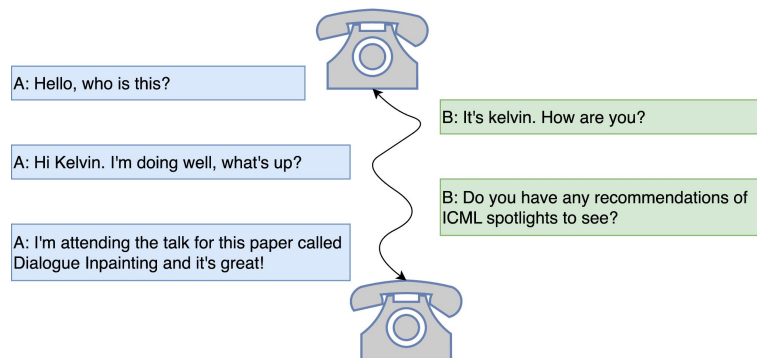 A: Hello, who is this?
B: It's kelvin. How are you?
A: Hi Kelvin. I'm doing well, what's up?
B: Do you have any recommendations of
ICML spotlights to see?
A: I'm attending the talk for this paper called
Dialogue Inpainting and it's great!